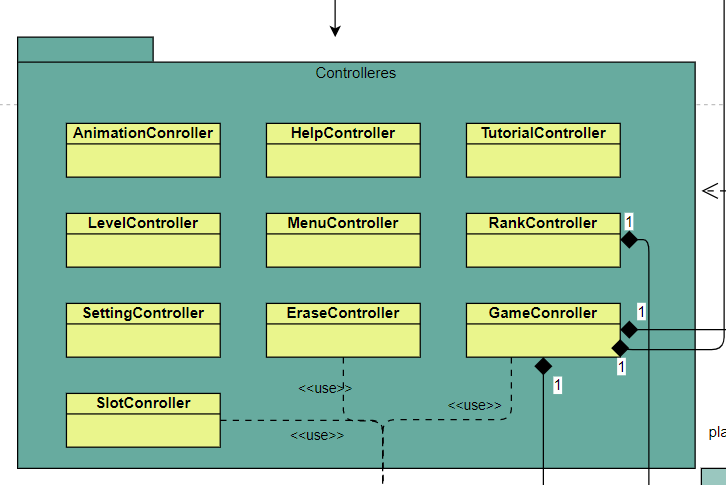 Controlleres
AnimationConroller
HelpController
TutorialController
LevelController
MenuController
RankController
1
SettingController
EraseController
GameConroller
1
1
<<use>>
1
SlotConroller
<<use>>
<<use>>
pla